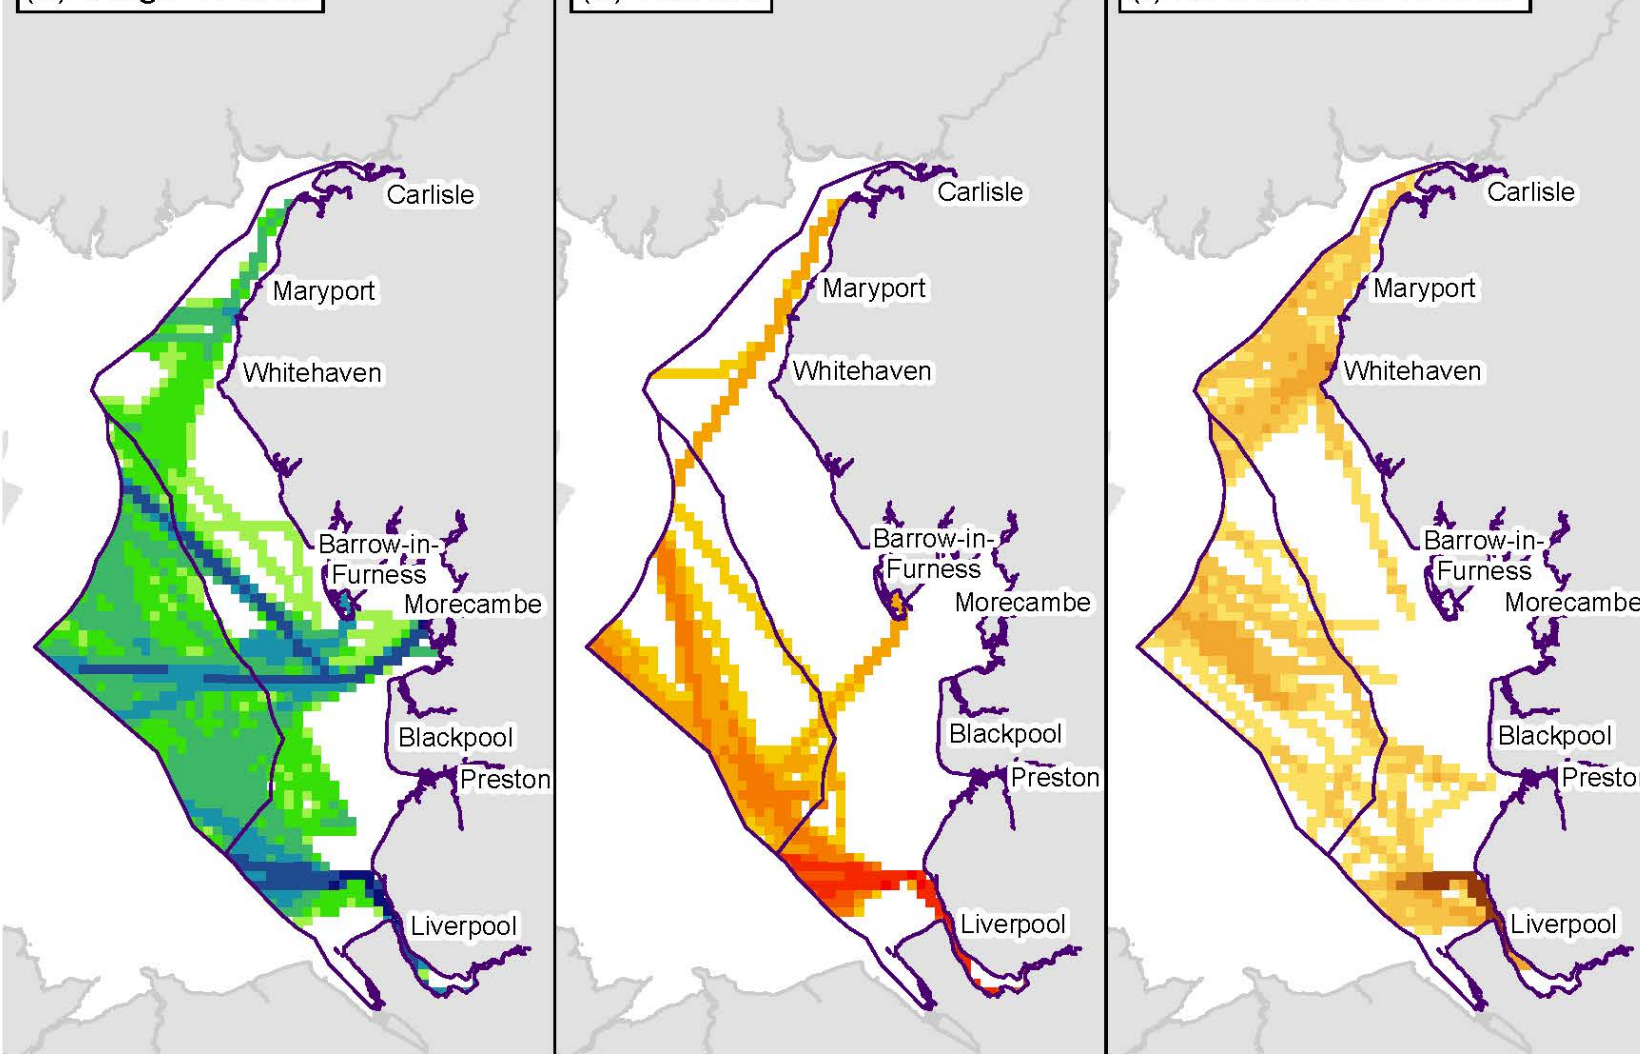 Carlisle
Maryport
Whitehaven
Barrow-in-
Furness
Morecambe
Blackpool
Preston
Liverpool
Carlisle
Maryport
Whitehaven
Barrow-in-
Furness
Morecambe
Blackpool
Preston
Liverpool
Carlisle
Maryport
Whitehaven
Barrow-in-
Furness
Morecambe
Blackpool
Presto
Liverpool